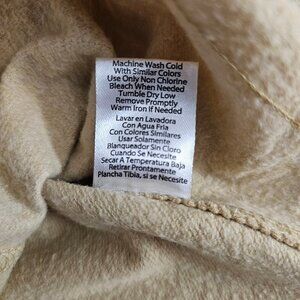 Machine Wash Cold
With Similar Colors
Use Only Non Chlorine
Bleach When Needed
Tumble Dry Low
Remove Promptly
Warm Iron if Needed
Lavar en Lavadora
Con Agua Fria
Con Colores Similares
Usar Solamente
Blanqueador Sin Cloro
Cuando Se Necesite
Secar A Temperatura Baja
Retirar Prontamente
Plancha Tibia, si se Necesite